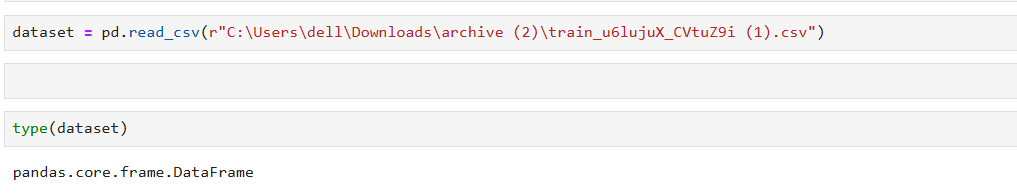 dataset = pd.read_csv(r"C:\Users\dell\Downloads\archive (2)\train_u6lujuX_CVtuZ9i (1).csv")
type(dataset)
pandas.core.frame.DataFrame